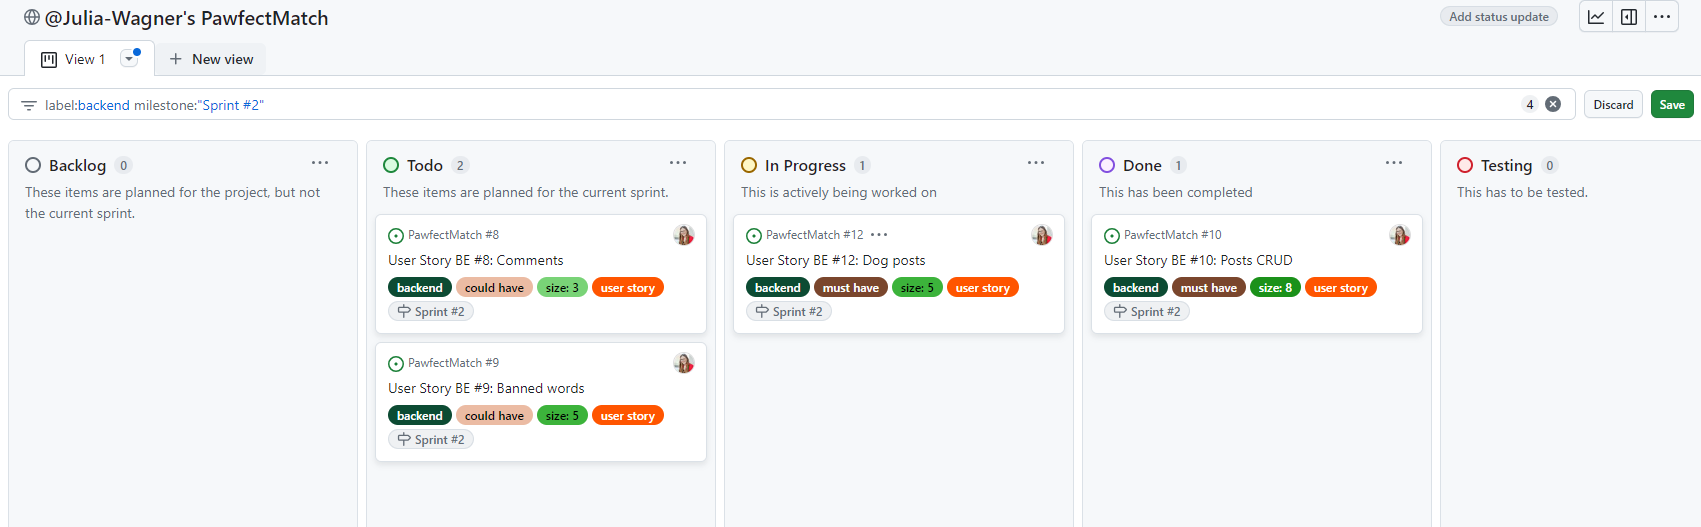 @Julia-Wagner's PawfectMatch
Add status update
View 1
New view
label:backend milestone:"Sprint #2"
4
Discard
Save
Backlog 0
These items are planned for the project, but not
the current sprint.
Todo 2
These items are planned for the current sprint.
PawfectMatch #8
User Story BE #8: Comments
backend could have size: 3 user story
Sprint #2
PawfectMatch #9
User Story BE #9: Banned words
backend could have size: 5 user story
Sprint #2
In Progress 1
This is actively being worked on
PawfectMatch #12
User Story BE #12: Dog posts
backend must have size: 5 user story
Sprint #2
Done 1
This has been completed
PawfectMatch #10
User Story BE #10: Posts CRUD
backend must have size: 8 user story
Sprint #2
Testing 0
This has to be tested.